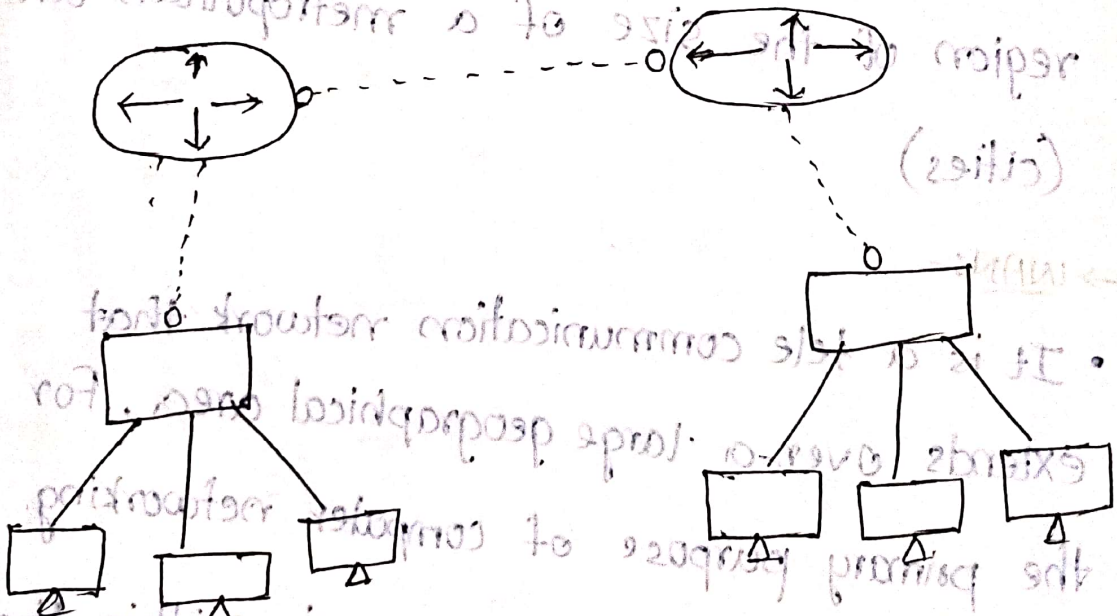 region of the size of a metropolitan
(cities)
→ WAN:-
• It is a tele communication network that
extends over a large geographical area. For
the primary purpose of computer networking